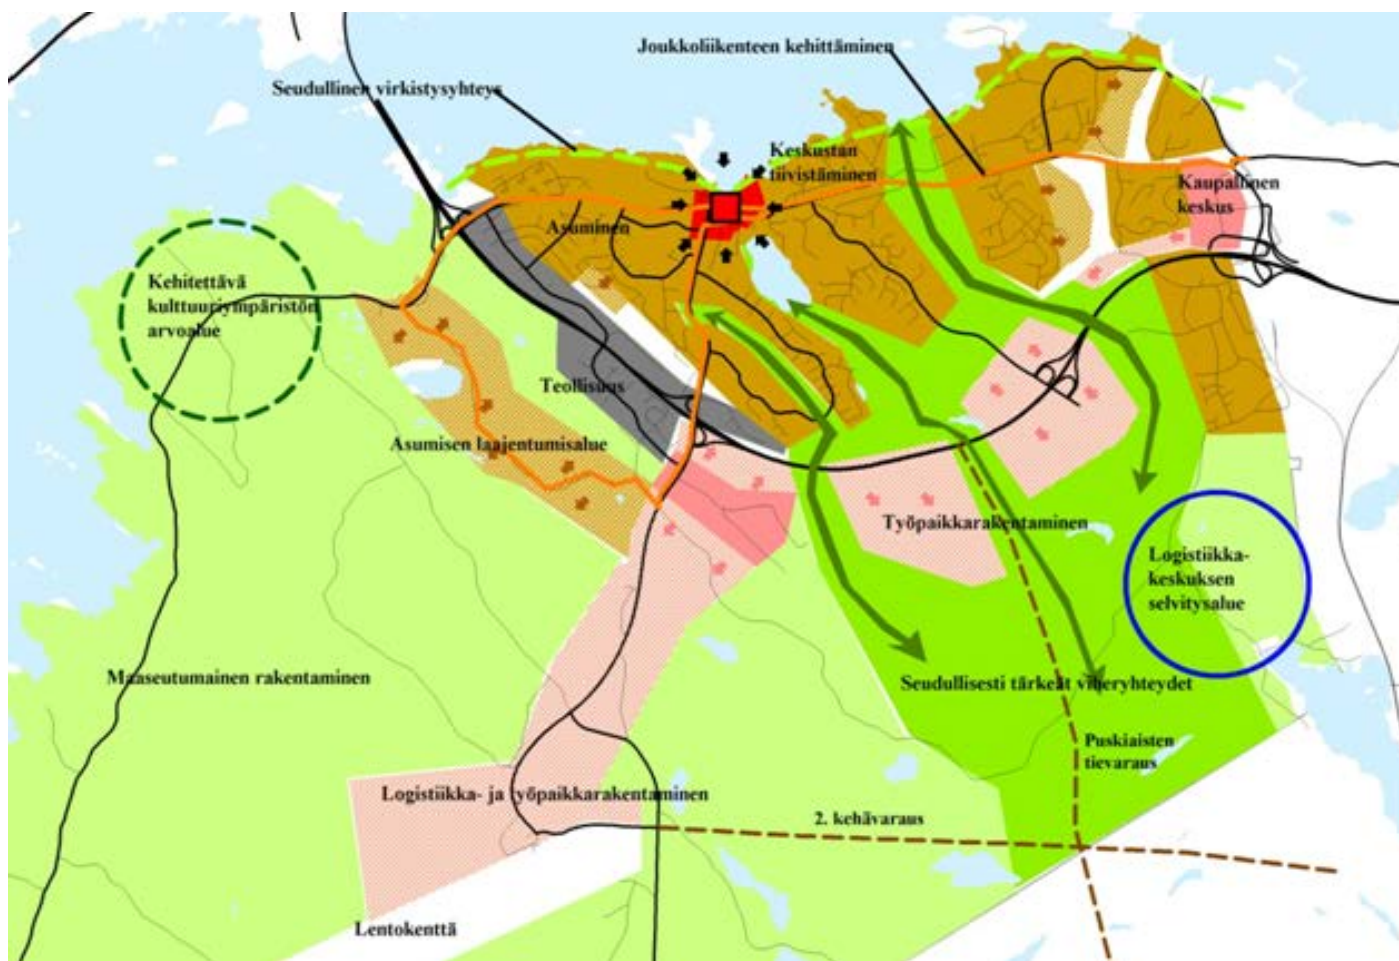 Joukkoliikenteen kehittäminen
Seudullinen virkistysyhteys
Keskustan
tiivistäminen
Kaupallinen
keskus
Asuminen
Kehitettävä
kulttuuriympäristön
arvoalue
Teollisuus
Asumisen laajentumisalue
Työpaikkarakentaminen
Logistiikka-
keskuksen
selvitysalue
Maaseutumainen rakentaminen
Seudullisesti tärkeät viheryhteydet
Puskiaisten
tievaraus
Logistiikka- ja työpaikkarakentaminen
2. kehävaraus
Lentokenttä